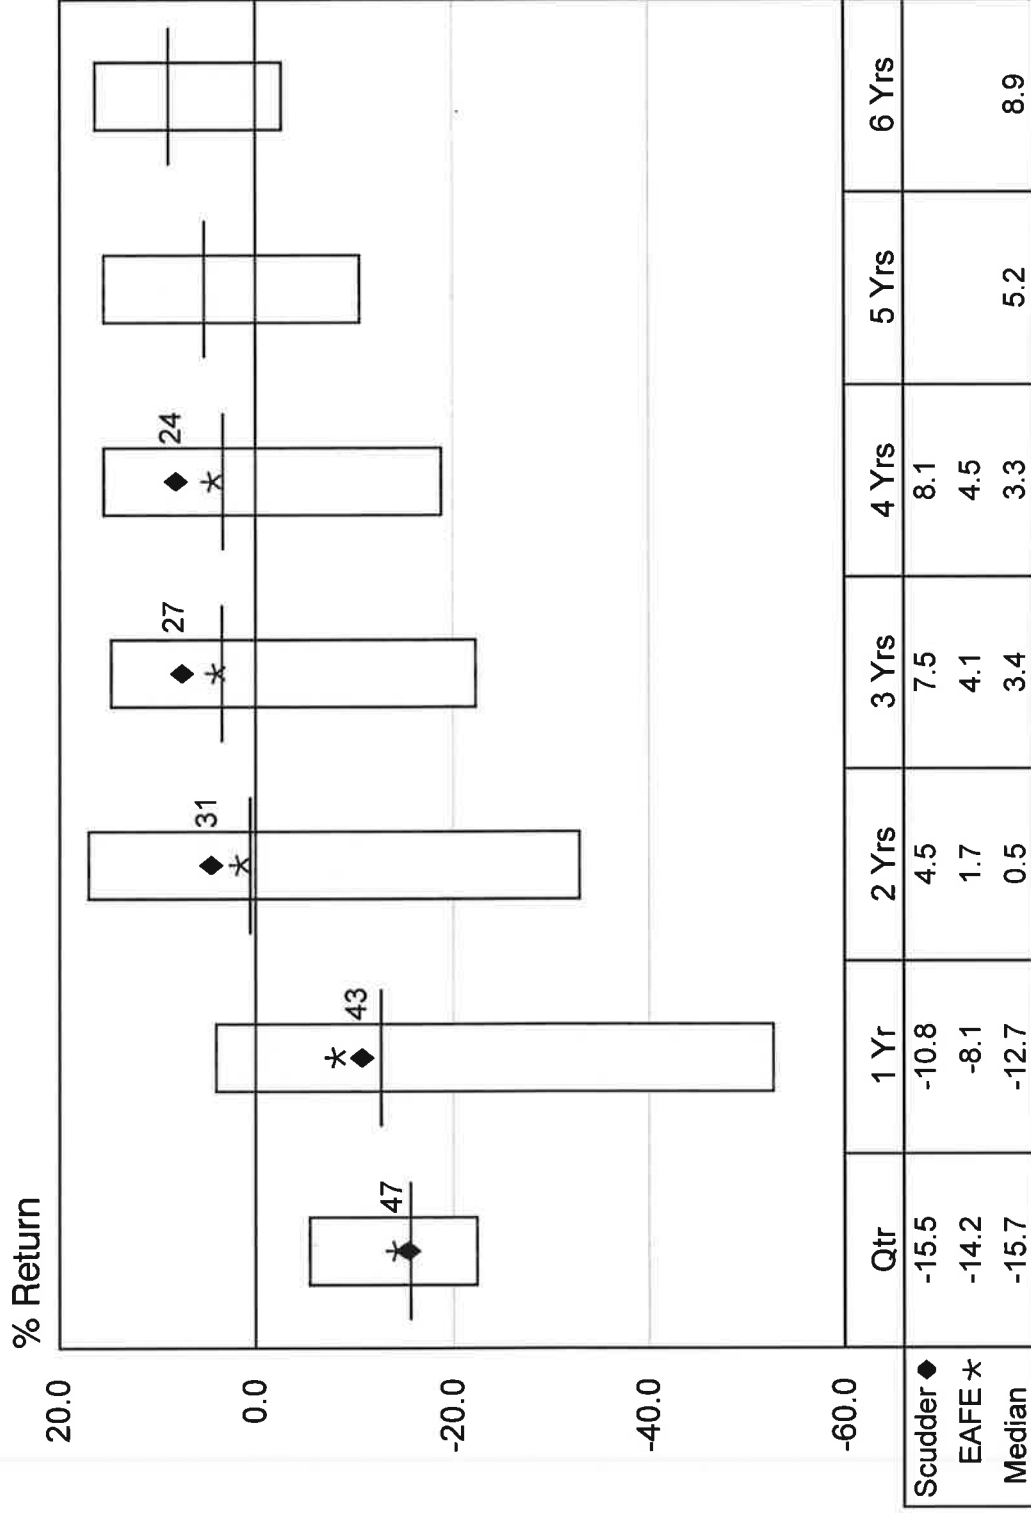 % Return
20.0
0.0
-20.0
-40.0
-60.0
47
43
31
27
24
Qtr 1 Yr 2 Yrs 3 Yrs 4 Yrs 5 Yrs 6 Yrs
Scudder ◆ -15.5 -10.8 4.5 7.5 8.1
EAFE * -14.2 -8.1 1.7 4.1 4.5
Median -15.7 -12.7 0.5 3.4 3.3 5.2 8.9